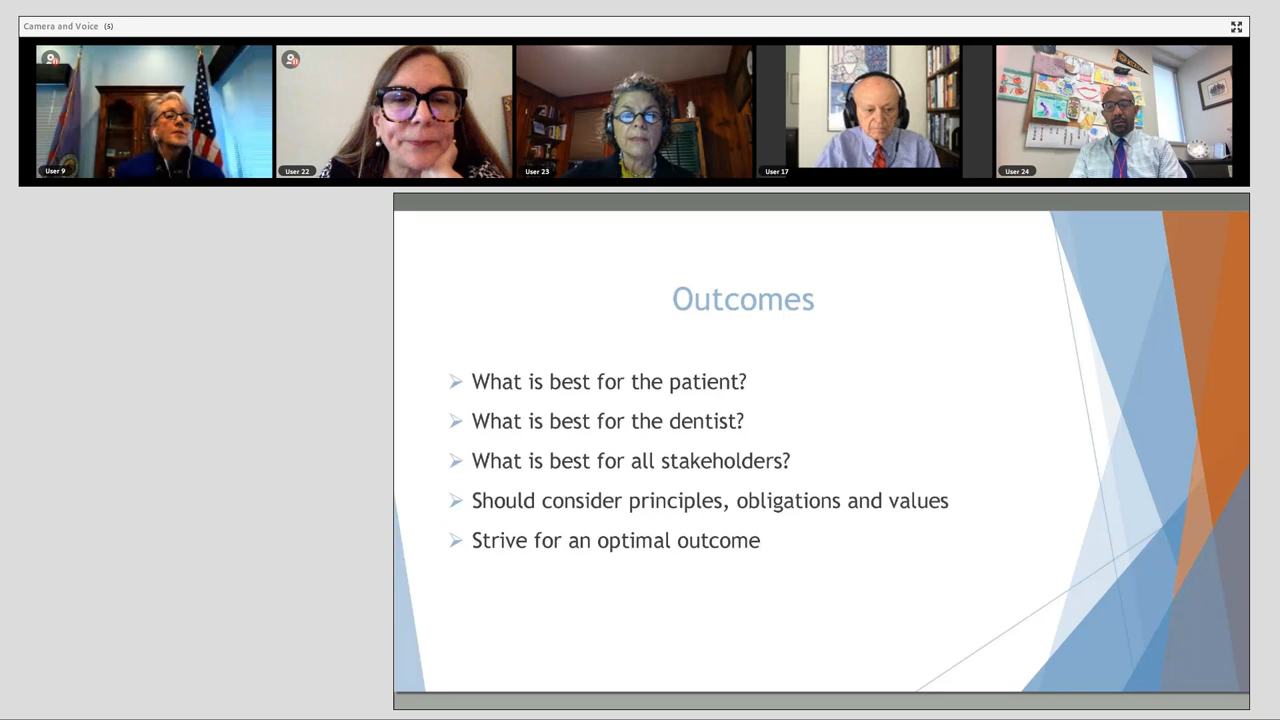 Camera and Voice (5)
User 9
User 22
User 23
User 17
User 24
Outcomes
What is best for the patient?
What is best for the dentist?
What is best for all stakeholders?
Should consider principles, obligations and values
Strive for an optimal outcome